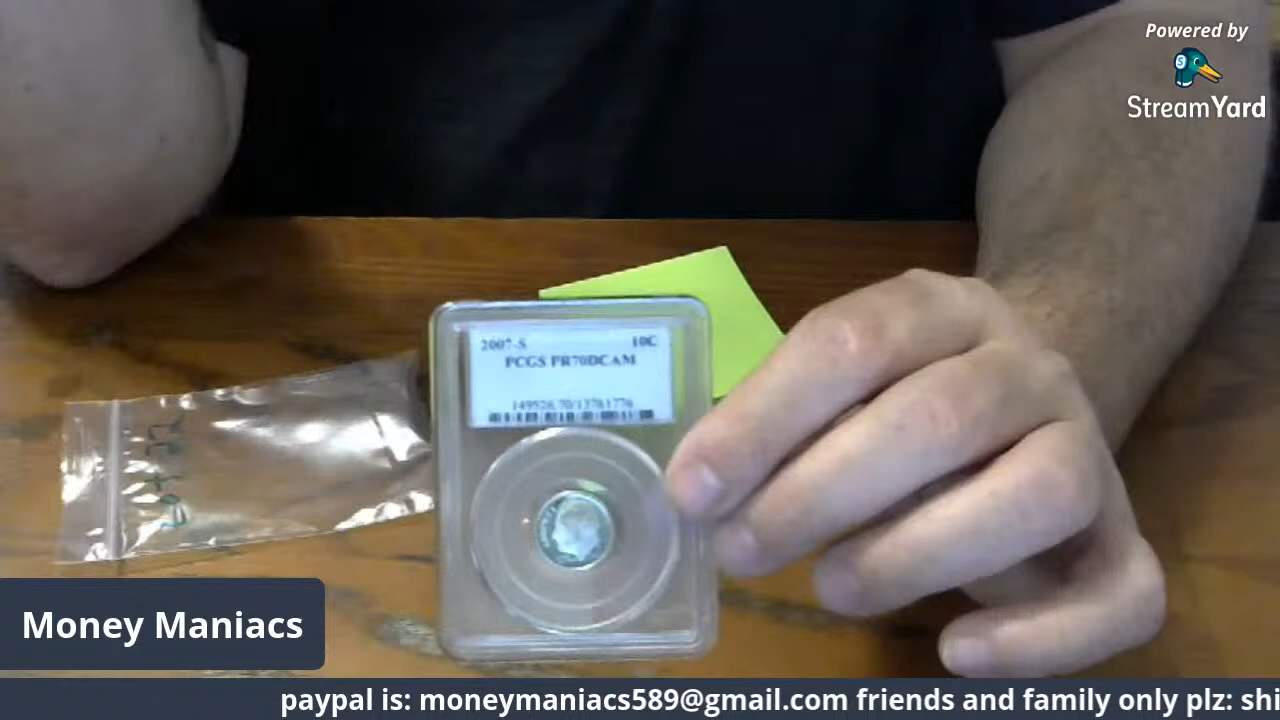 Powered by
StreamYard
2007-S 10C
PCGS PR70DCAM
Money Maniacs
paypal is: moneymaniacs589@gmail.com friends and family only plz: shi